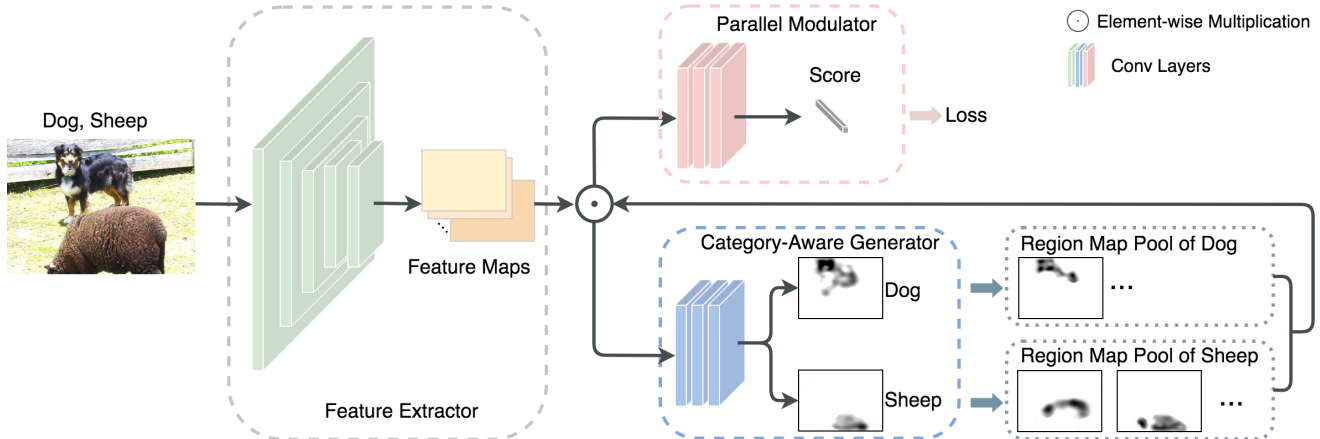 Dog, Sheep
Feature Maps
Feature Extractor
Parallel Modulator
Score
Loss
Element-wise Multiplication
Conv Layers
Category-Aware Generator
Dog
Sheep
Region Map Pool of Dog
...
Region Map Pool of Sheep
...